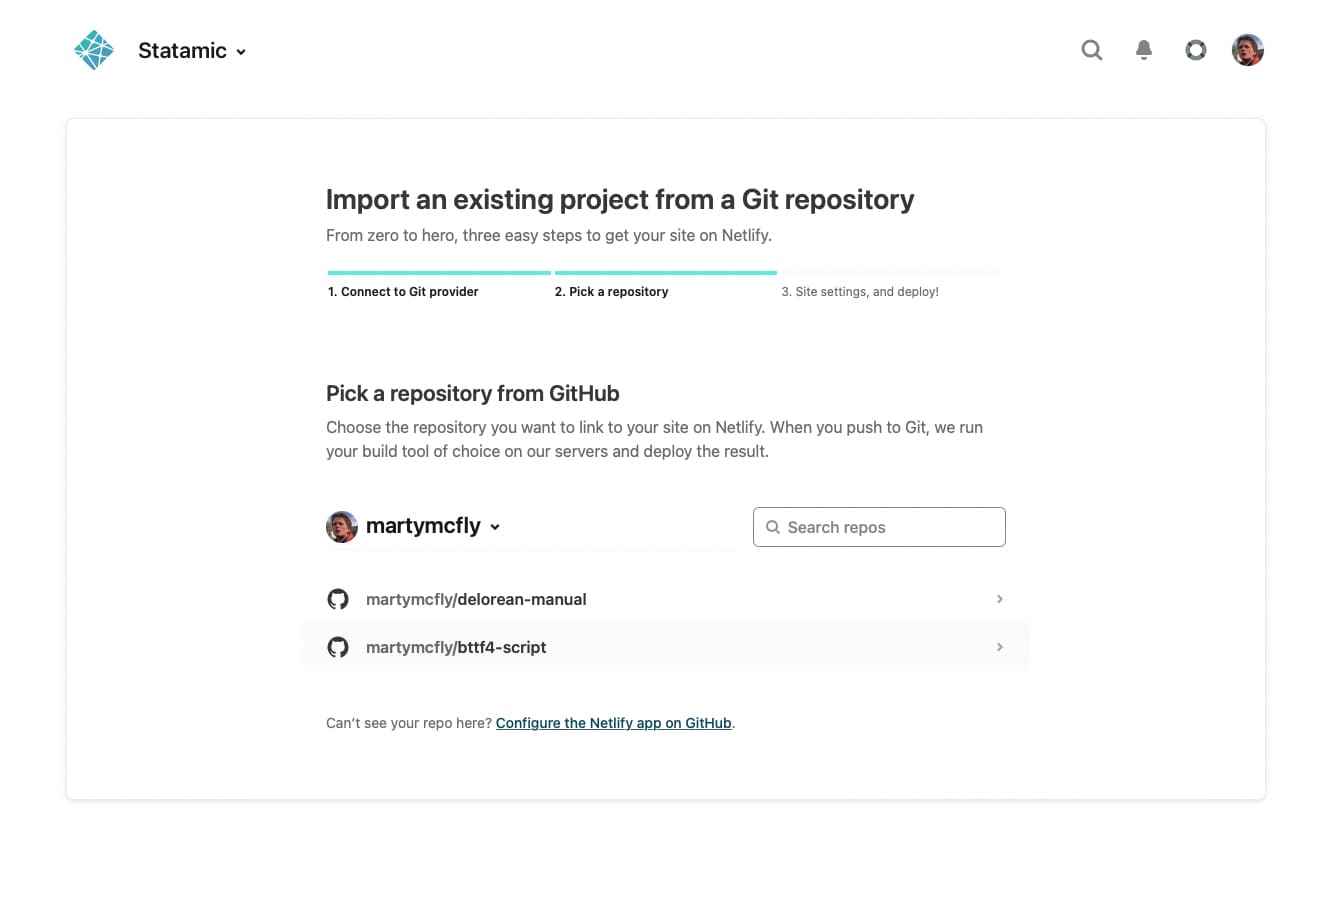 Statamic
Import an existing project from a Git repository
From zero to hero, three easy steps to get your site on Netlify.
1. Connect to Git provider
2. Pick a repository
3. Site settings, and deploy!
Pick a repository from GitHub
Choose the repository you want to link to your site on Netlify. When you push to Git, we run
your build tool of choice on our servers and deploy the result.
martymcfly
Search repos
martymcfly/delorean-manual
martymcfly/bttf4-script
Can’t see your repo here? Configure the Netlify app on GitHub.